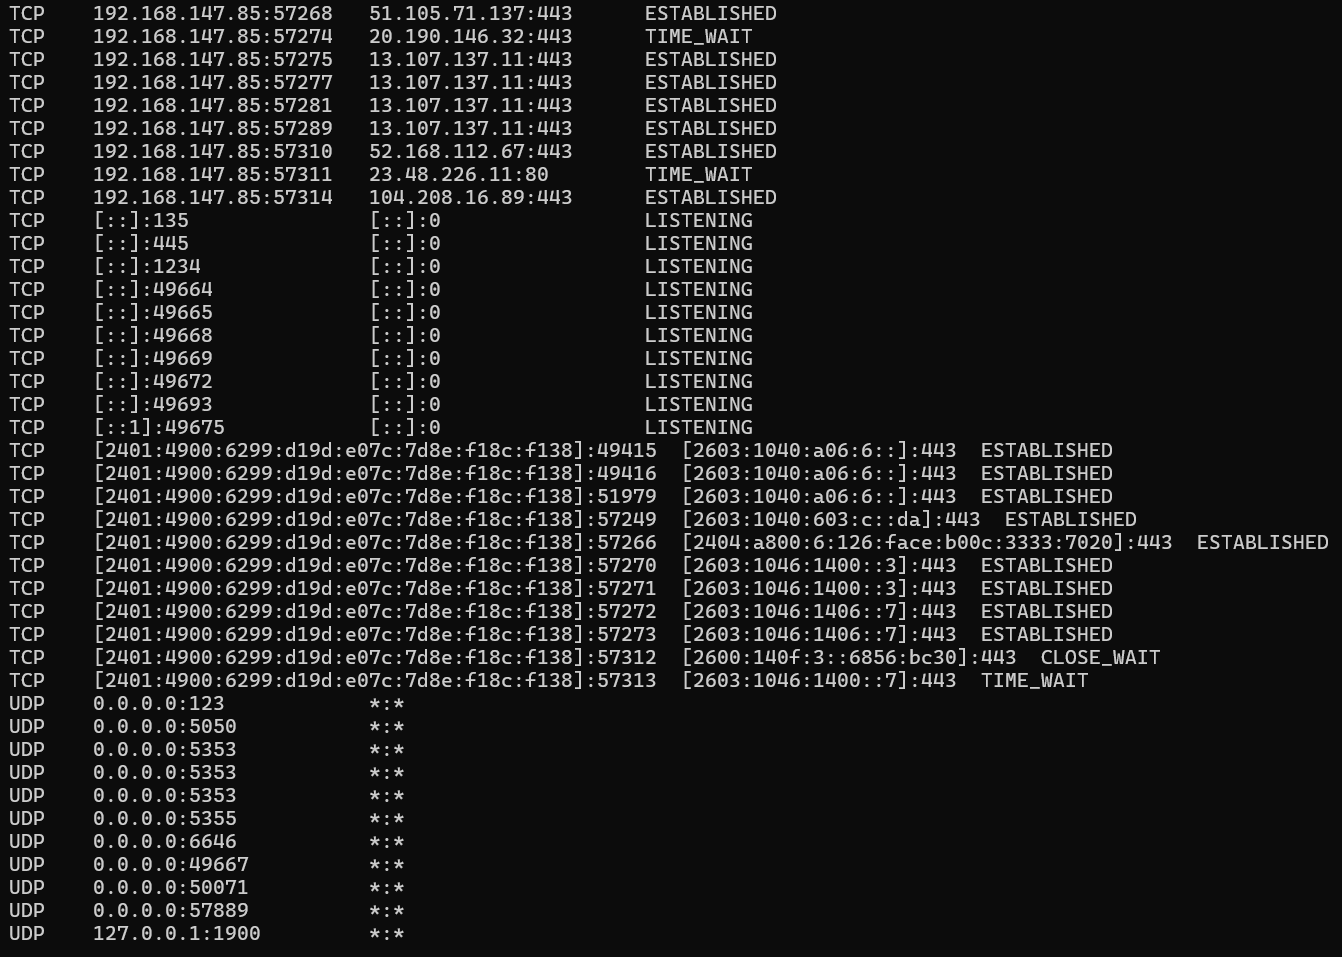 TCP    192.168.147.85:57268   51.105.71.137:443      ESTABLISHED
TCP    192.168.147.85:57274   20.190.146.32:443      TIME_WAIT
TCP    192.168.147.85:57275   13.107.137.11:443      ESTABLISHED
TCP    192.168.147.85:57277   13.107.137.11:443      ESTABLISHED
TCP    192.168.147.85:57281   13.107.137.11:443      ESTABLISHED
TCP    192.168.147.85:57289   13.107.137.11:443      ESTABLISHED
TCP    192.168.147.85:57310   52.168.112.67:443      ESTABLISHED
TCP    192.168.147.85:57311   23.48.226.11:80        TIME_WAIT
TCP    192.168.147.85:57314   104.208.16.89:443      ESTABLISHED
TCP    [::]:135               [::]:0                 LISTENING
TCP    [::]:445               [::]:0                 LISTENING
TCP    [::]:1234              [::]:0                 LISTENING
TCP    [::]:49664             [::]:0                 LISTENING
TCP    [::]:49665             [::]:0                 LISTENING
TCP    [::]:49668             [::]:0                 LISTENING
TCP    [::]:49669             [::]:0                 LISTENING
TCP    [::]:49672             [::]:0                 LISTENING
TCP    [::]:49693             [::]:0                 LISTENING
TCP    [::1]:49675            [::]:0                 LISTENING
TCP    [2401:4900:6299:d19d:e07c:7d8e:f18c:f138]:49415  [2603:1040:a06:6::]:443  ESTABLISHED
TCP    [2401:4900:6299:d19d:e07c:7d8e:f18c:f138]:49416  [2603:1040:a06:6::]:443  ESTABLISHED
TCP    [2401:4900:6299:d19d:e07c:7d8e:f18c:f138]:51979  [2603:1040:a06:6::]:443  ESTABLISHED
TCP    [2401:4900:6299:d19d:e07c:7d8e:f18c:f138]:57249  [2603:1040:603:c::da]:443  ESTABLISHED
TCP    [2401:4900:6299:d19d:e07c:7d8e:f18c:f138]:57266  [2404:a800:6:126:face:b00c:3333:7020]:443  ESTABLISHED
TCP    [2401:4900:6299:d19d:e07c:7d8e:f18c:f138]:57270  [2603:1046:1400::3]:443  ESTABLISHED
TCP    [2401:4900:6299:d19d:e07c:7d8e:f18c:f138]:57271  [2603:1046:1400::3]:443  ESTABLISHED
TCP    [2401:4900:6299:d19d:e07c:7d8e:f18c:f138]:57272  [2603:1046:1406::7]:443  ESTABLISHED
TCP    [2401:4900:6299:d19d:e07c:7d8e:f18c:f138]:57273  [2603:1046:1406::7]:443  ESTABLISHED
TCP    [2401:4900:6299:d19d:e07c:7d8e:f18c:f138]:57312  [2600:140f:3::6856:bc30]:443  CLOSE_WAIT
TCP    [2401:4900:6299:d19d:e07c:7d8e:f18c:f138]:57313  [2603:1046:1400::7]:443  TIME_WAIT
UDP    0.0.0.0:123            *:*
UDP    0.0.0.0:5050           *:*
UDP    0.0.0.0:5353           *:*
UDP    0.0.0.0:5353           *:*
UDP    0.0.0.0:5353           *:*
UDP    0.0.0.0:5355           *:*
UDP    0.0.0.0:6646           *:*
UDP    0.0.0.0:49667          *:*
UDP    0.0.0.0:50071          *:*
UDP    0.0.0.0:57889          *:*
UDP    127.0.0.1:1900         *:*